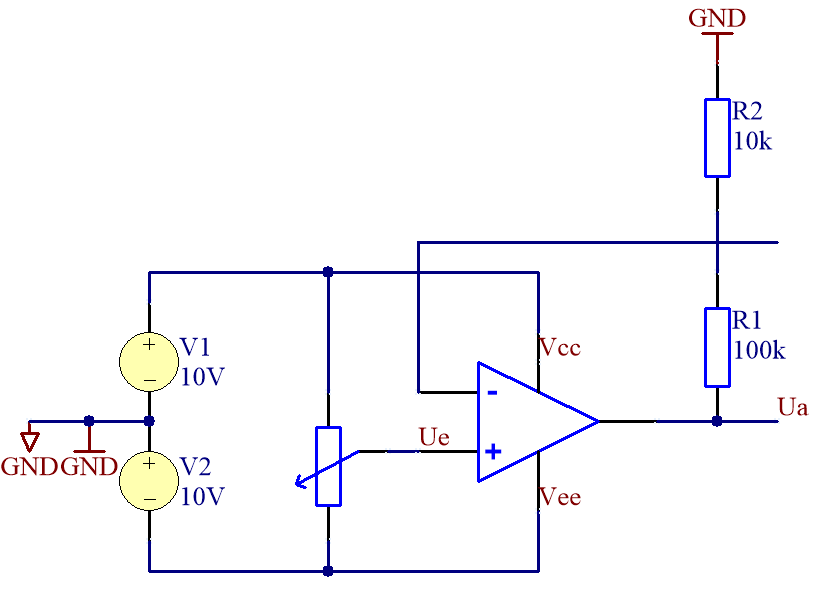 GND
R2
10k
R1
100k
Vcc
V1
10V
Ua
Ue
-
+
GND
GND
V2
10V
Vee